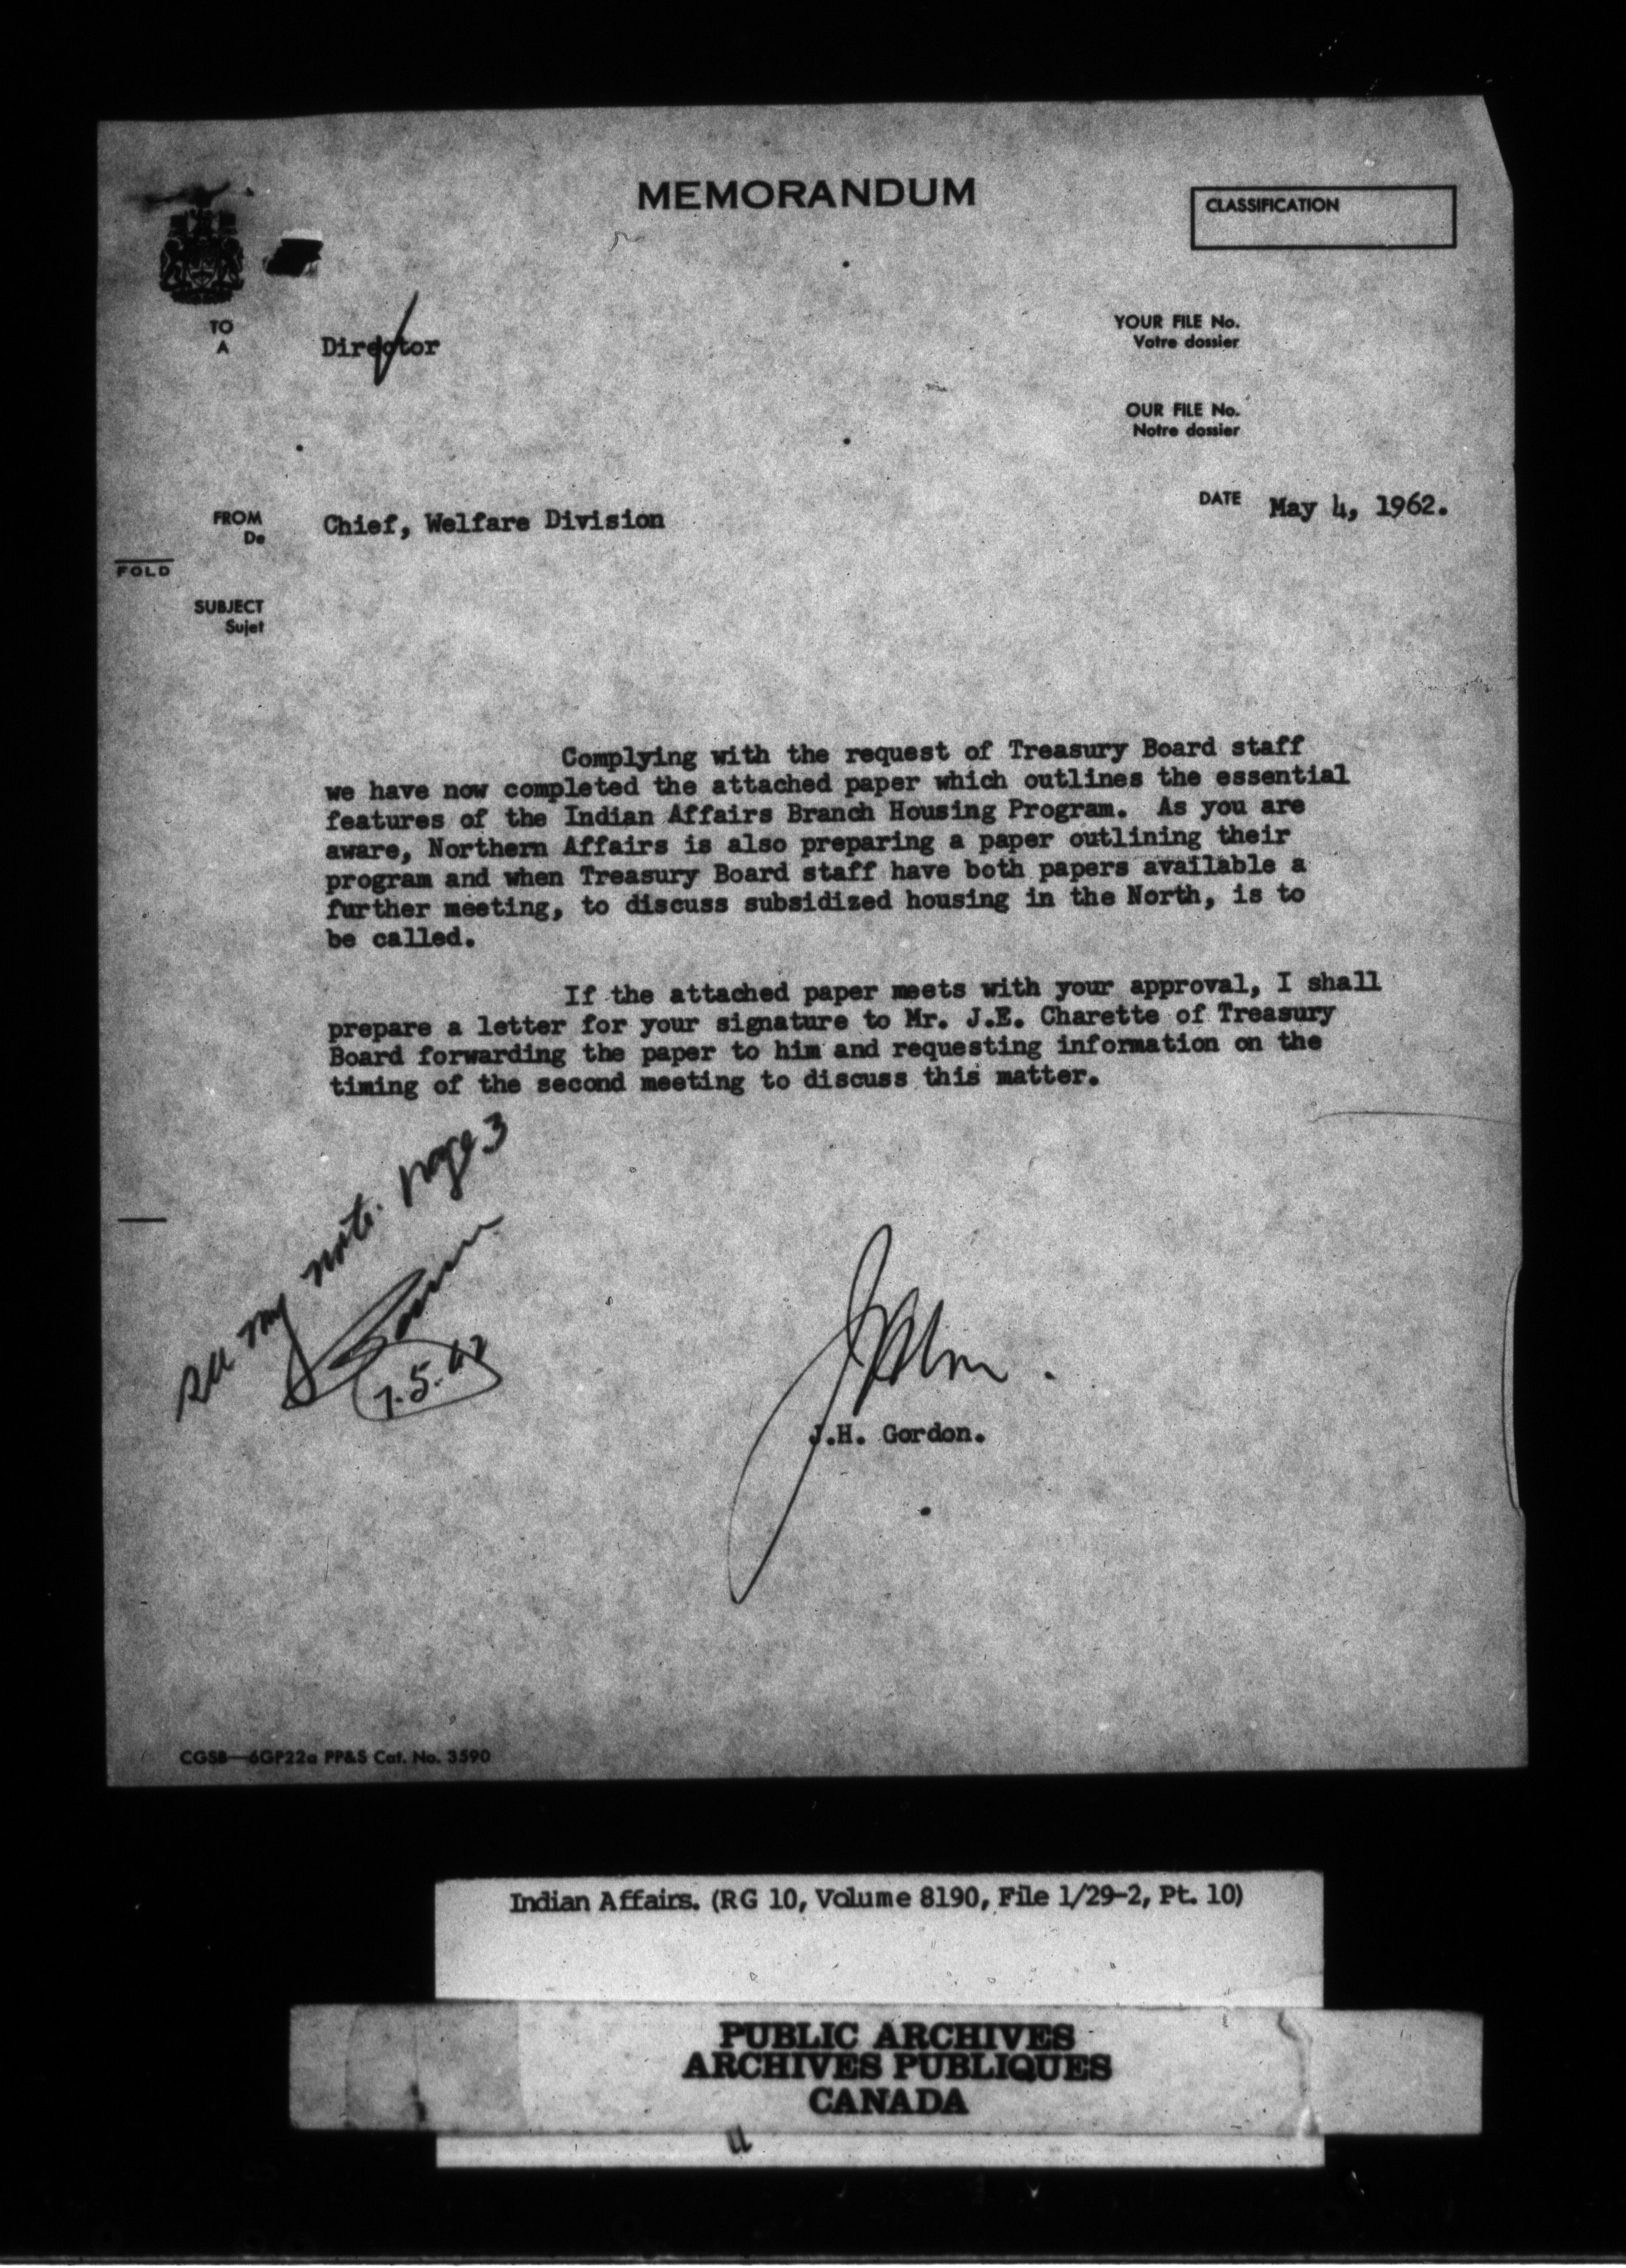 MEMORANDUM
CLASSIFICATION
TO
A
Director
YOUR FILE No.
Votre dossier
OUR FILE No.
Notre dossier
FROM
De
Chief, Welfare Division
DATE May 4, 1962.
FOLD
SUBJECT
Sujet
Complying with the request of Treasury Board staff
we have now completed the attached paper which outlines the essential
features of the Indian Affairs Branch Housing Program. As you are
aware, Northern Affairs is also preparing a paper outlining their
program and when Treasury Board staff have both papers available a
further meeting, to discuss subsidized housing in the North, is to
be called.
If the attached paper meets with your approval, I shall
prepare a letter for your signature to Mr. J.E. Charette of Treasury
Board forwarding the paper to him and requesting information on the
timing of the second meeting to discuss this matter.
see my note. page 3
7.5.62
J.H. Gordon.
CGSB—6GP22a PP&S Cat. No. 3590
Indian Affairs. (RG 10, Volume 8190, File 1/29-2, Pt. 10)
PUBLIC ARCHIVES
ARCHIVES PUBLIQUES
CANADA